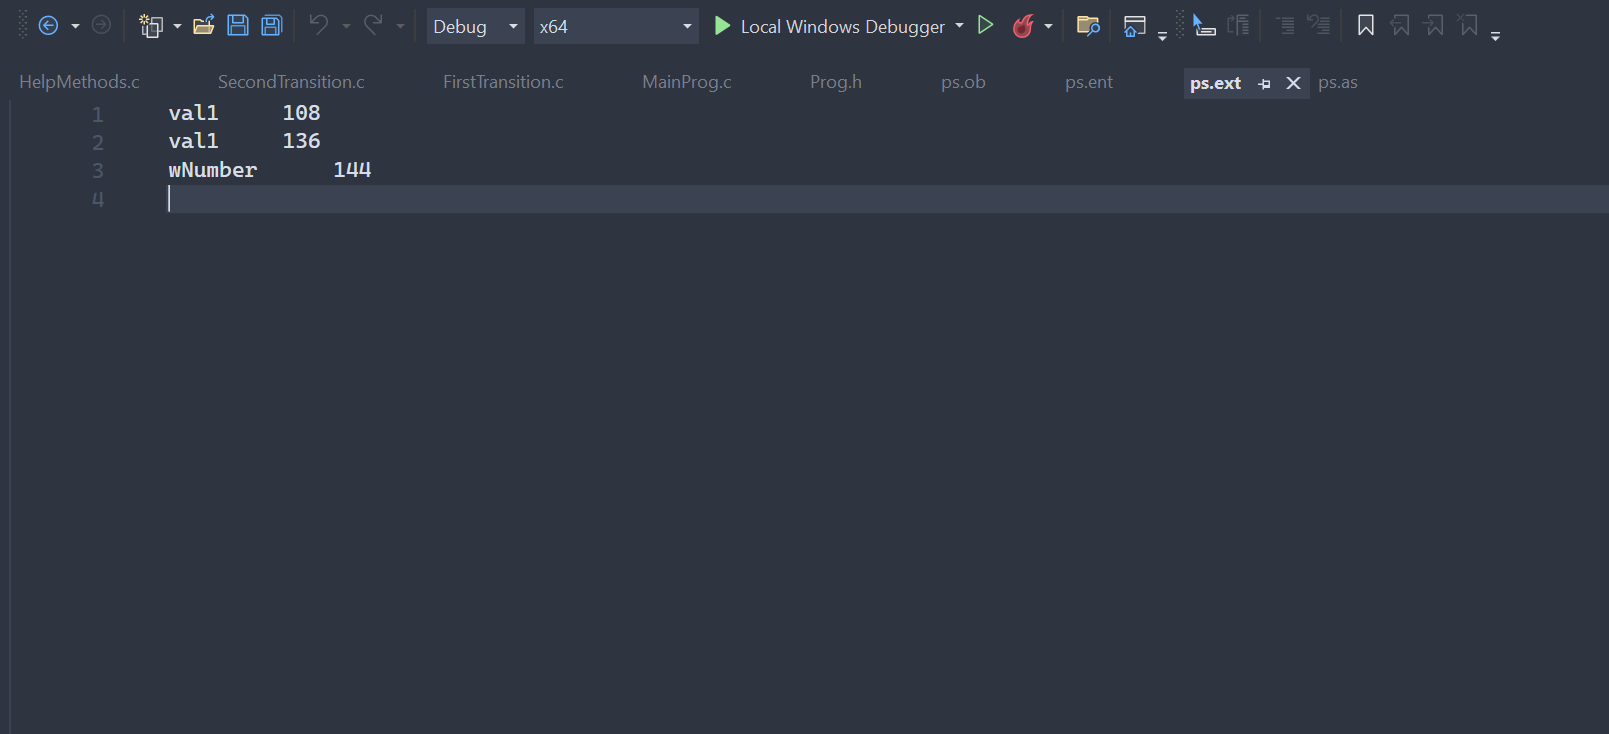 Debug x64 Local Windows Debugger
HelpMethods.c SecondTransition.c FirstTransition.c MainProg.c Prog.h ps.ob ps.ent ps.ext ps.as
1 val1 108
2 val1 136
3 wNumber 144
4